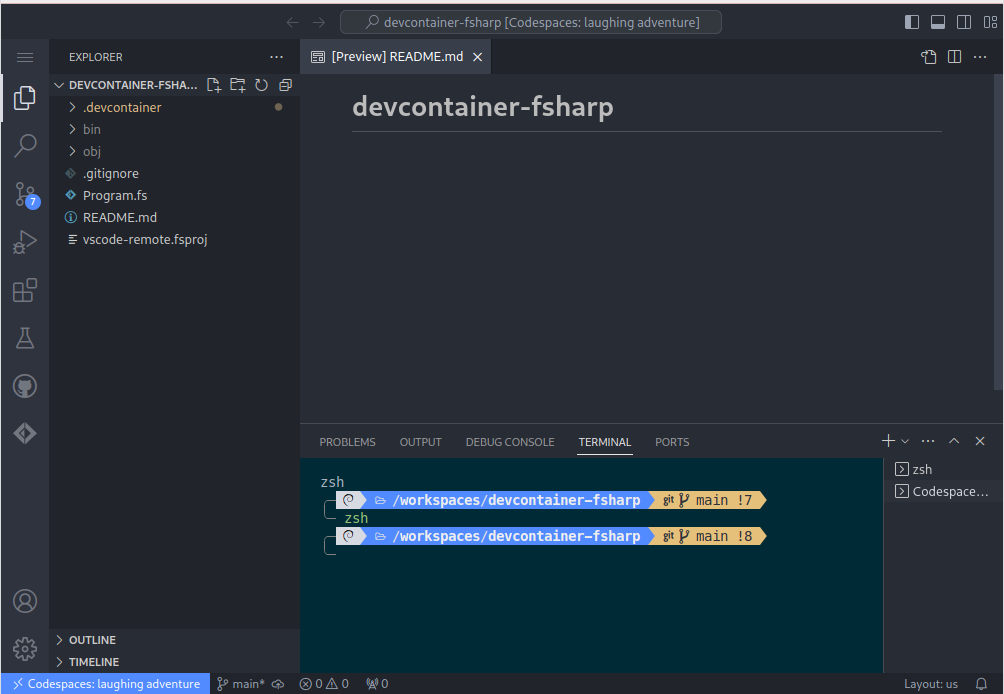 devcontainer-fsharp [Codespaces: laughing adventure]
EXPLORER
[Preview] README.md
DEVCONTAINER-FSHA...
.devcontainer
bin
obj
.gitignore
Program.fs
README.md
vscode-remote.fsproj
7
OUTLINE
TIMELINE
devcontainer-fsharp
PROBLEMS OUTPUT DEBUG CONSOLE TERMINAL PORTS
zsh
/workspaces/devcontainer-fsharp git main !7
zsh
/workspaces/devcontainer-fsharp git main !8
zsh
Codespace...
Codespaces: laughing adventure main* 0 0 0 Layout: us